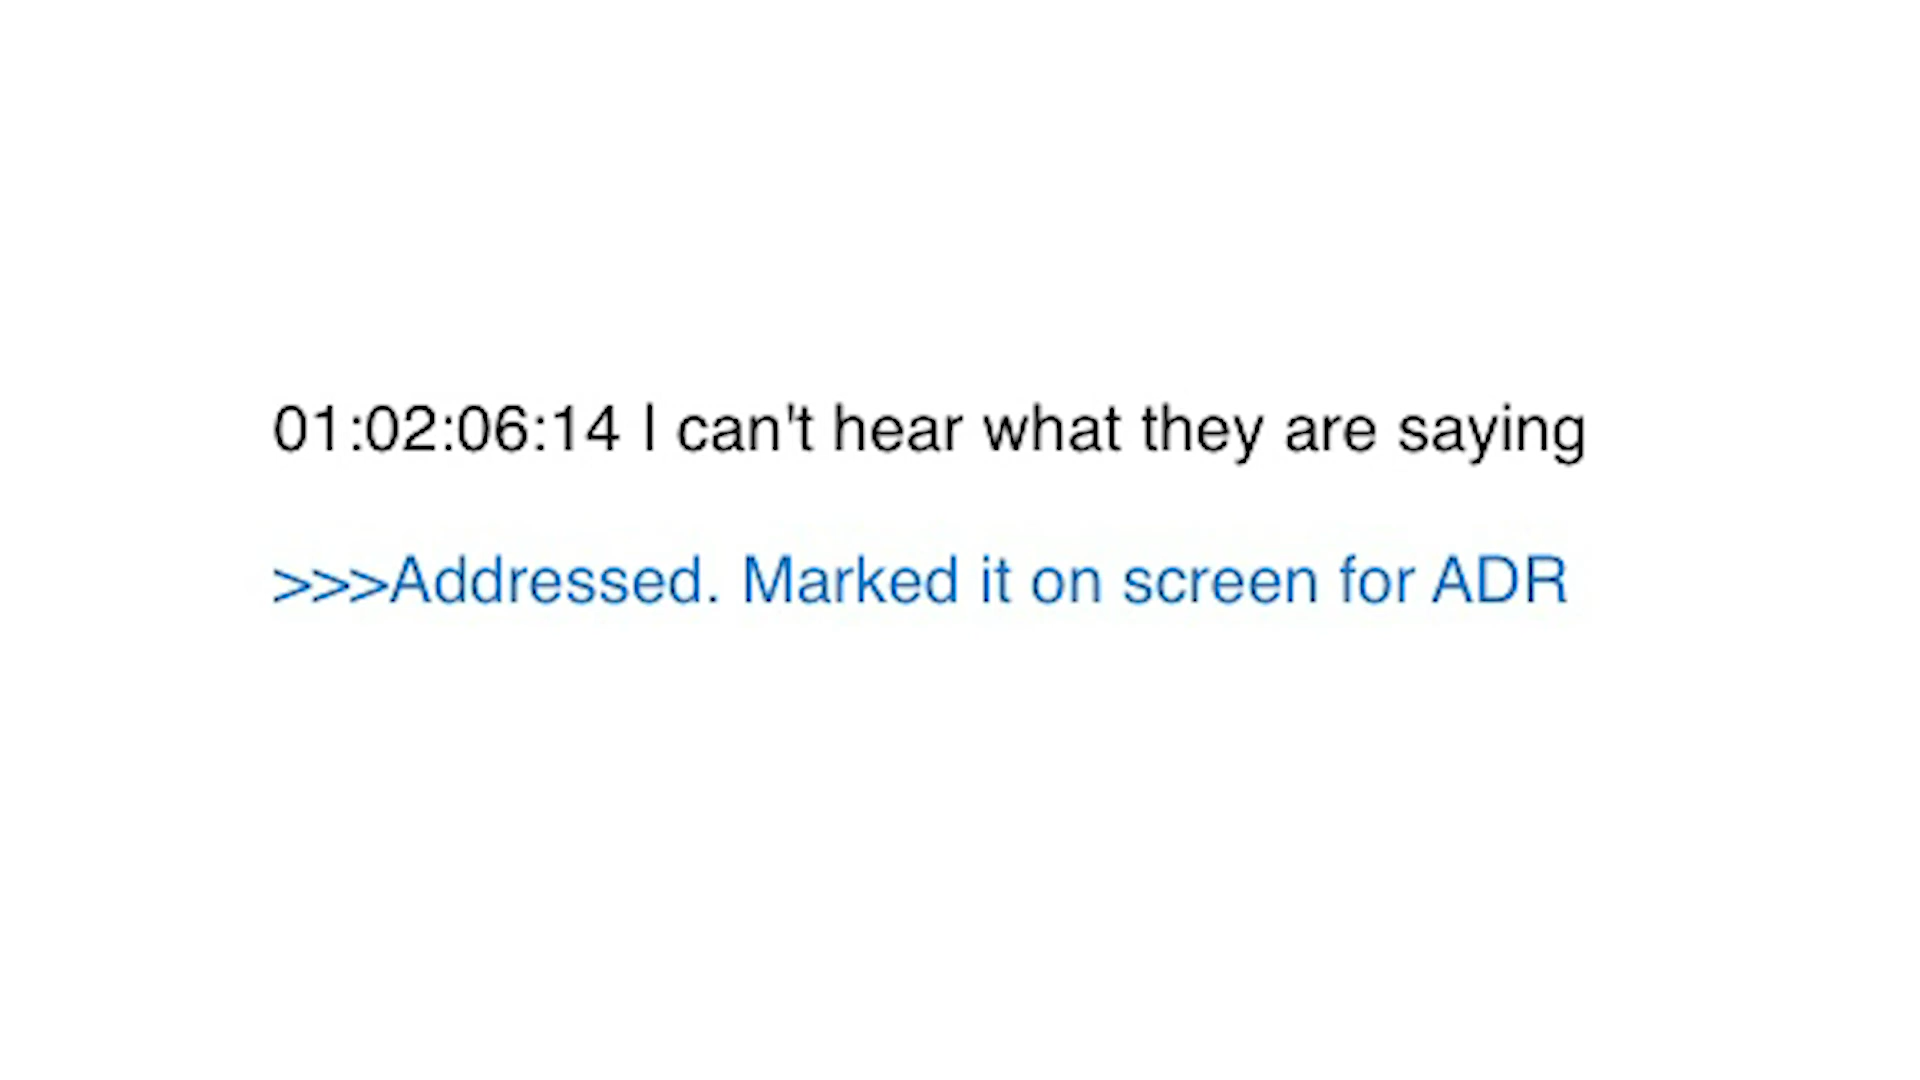 01:02:06:14 I can't hear what they are saying
>>>Addressed. Marked it on screen for ADR